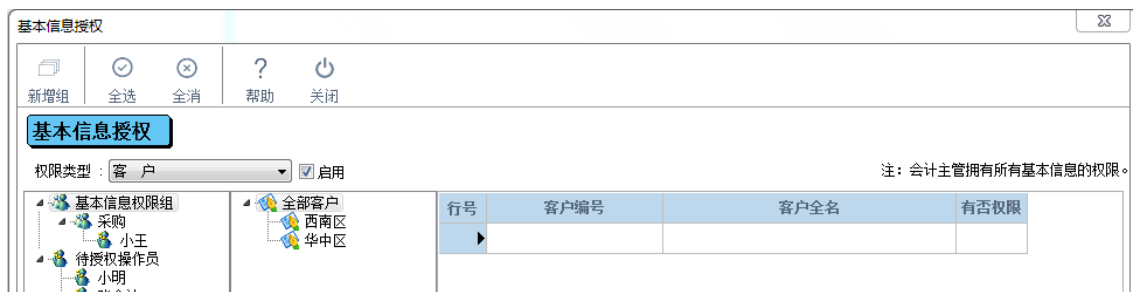 基本信息授权
新增组 全选 全消 帮助 关闭
基本信息授权
权限类型 : 客 户 启用 注：会计主管拥有所有基本信息的权限。
基本信息权限组 全部客户 行号 客户编号 客户全名 有否权限
采购 西南区
小王 华中区
待授权操作员
小明